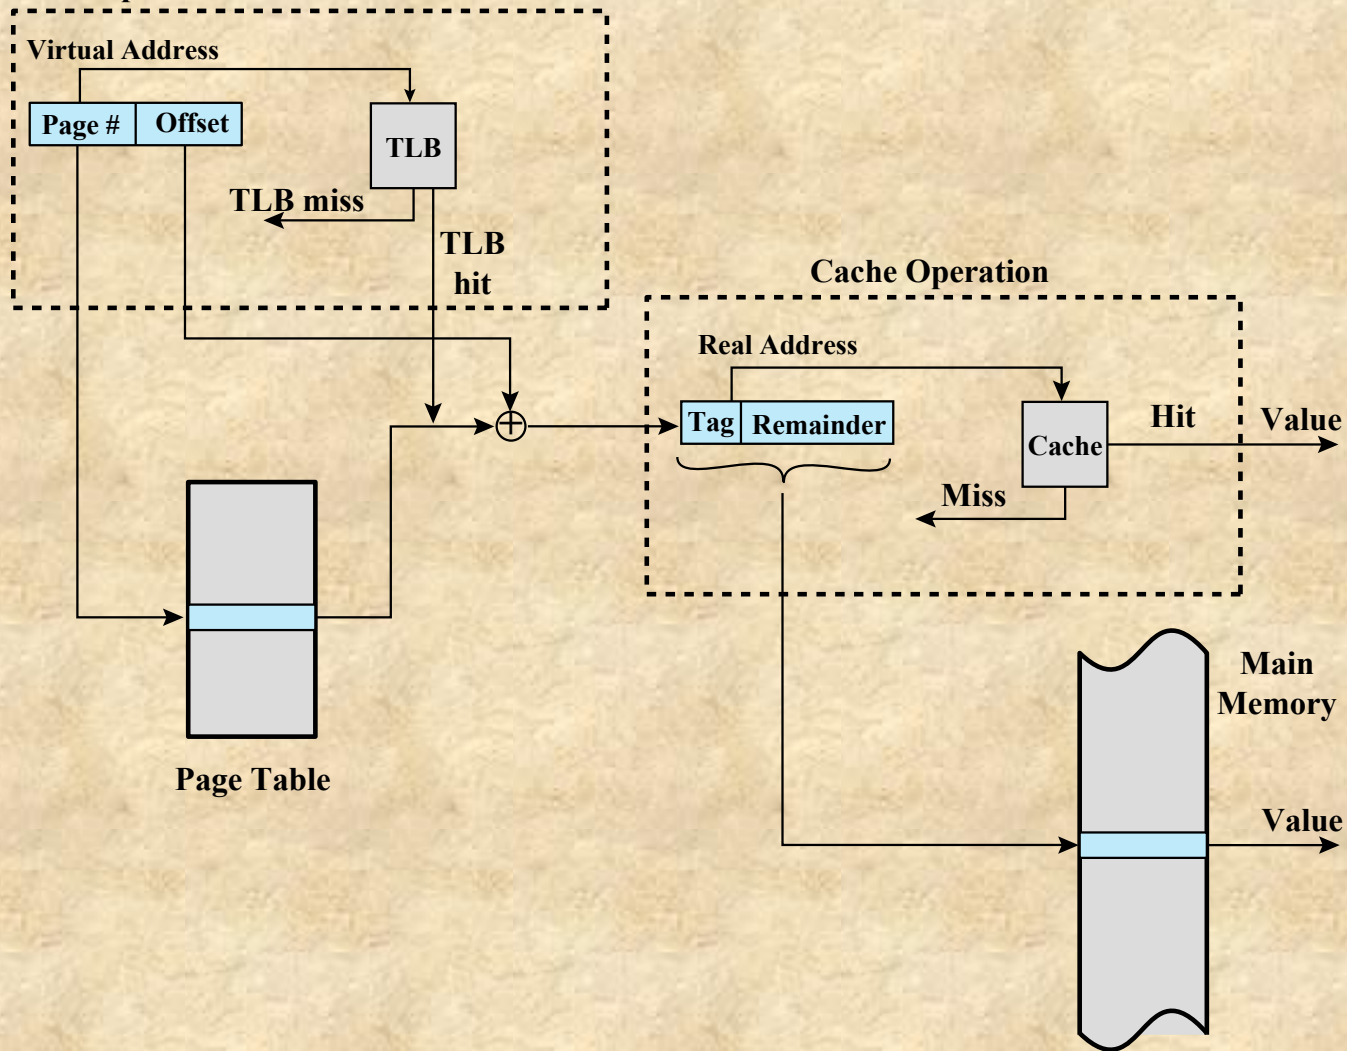 Virtual Address
Page #
Offset
TLB
TLB miss
TLB
hit
Cache Operation
Real Address
Tag
Remainder
Cache
Hit
Value
Miss
Page Table
Main
Memory
Value